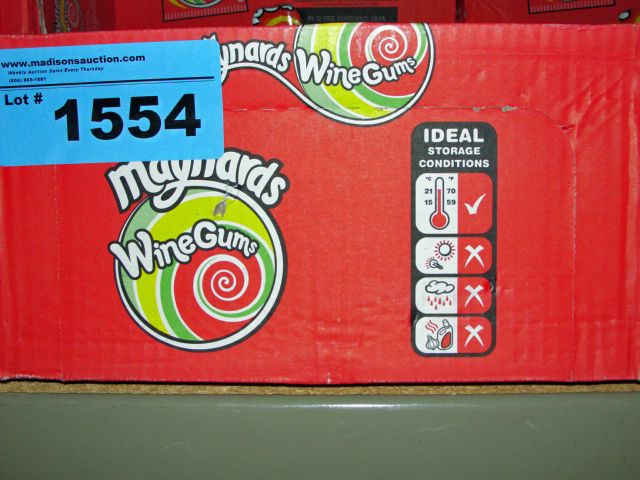 www.madisonsauction.com
Weekly Auction Sales Every Thursday
Lot #
1554
Maynards WineGums
maynards
WineGums
IDEAL
STORAGE
CONDITIONS
°C °F
21 70
15 59